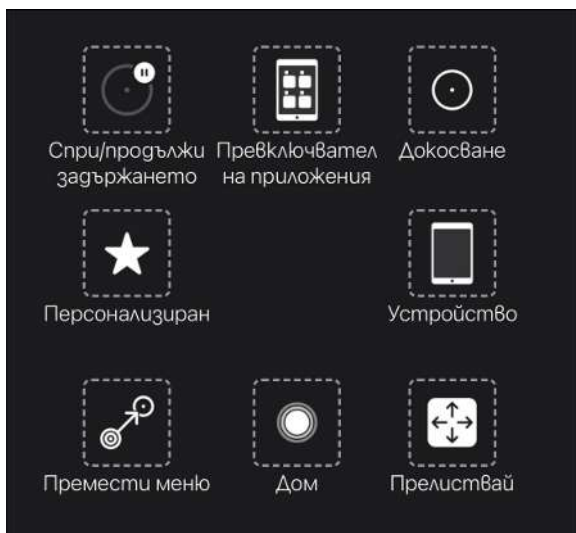 Спри/продължи Превключвател Докосване
задържането на приложения
Персонализиран Устройство
Премести меню Дом Прелиствай